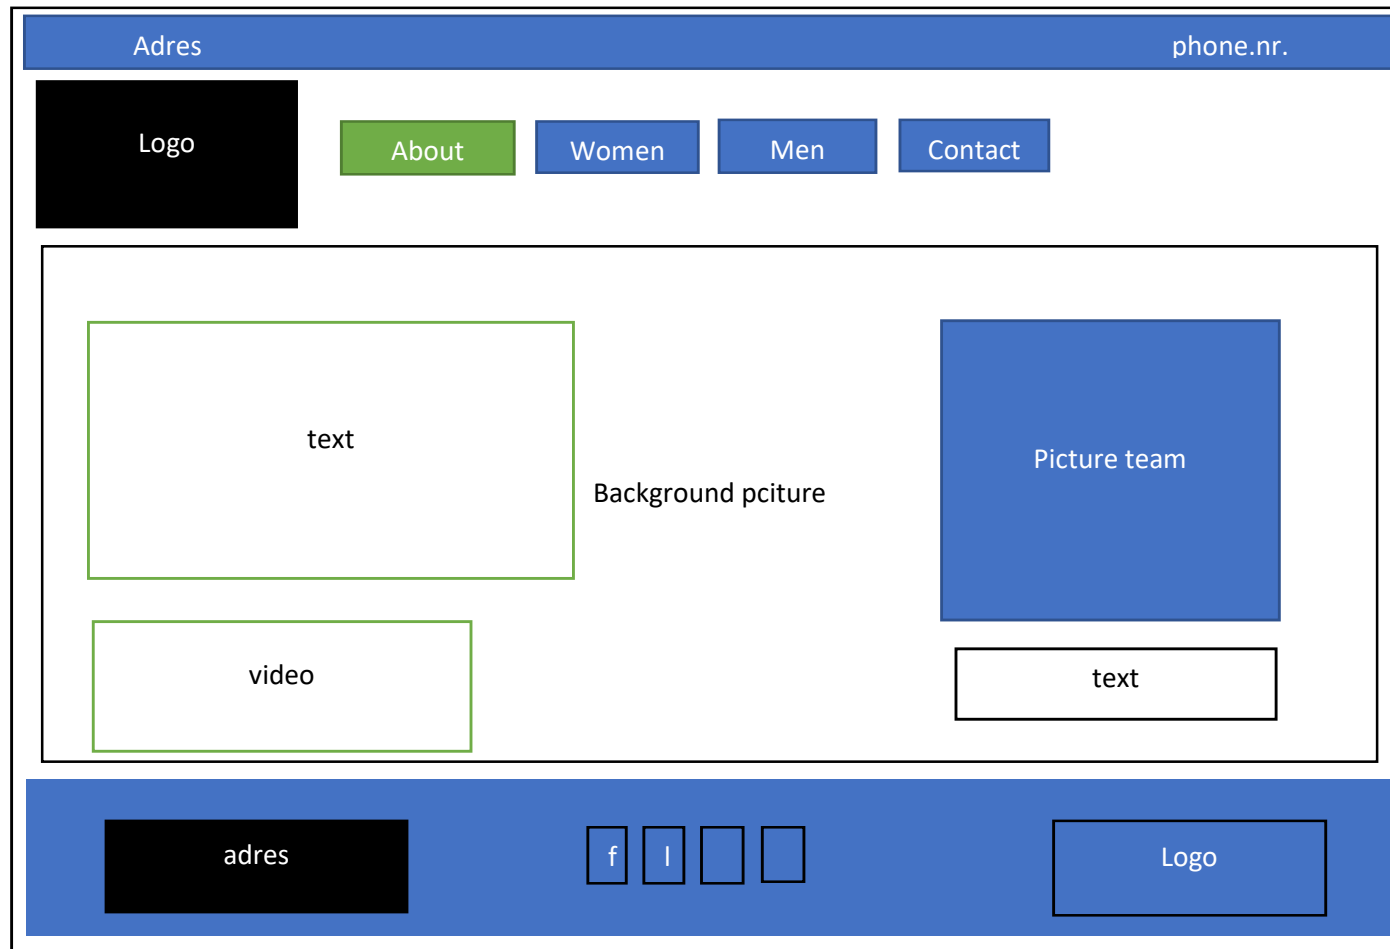 Adres
phone.nr.
Logo
About
Women
Men
Contact
text
Picture team
Background pciture
video
text
adres
f
l
Logo